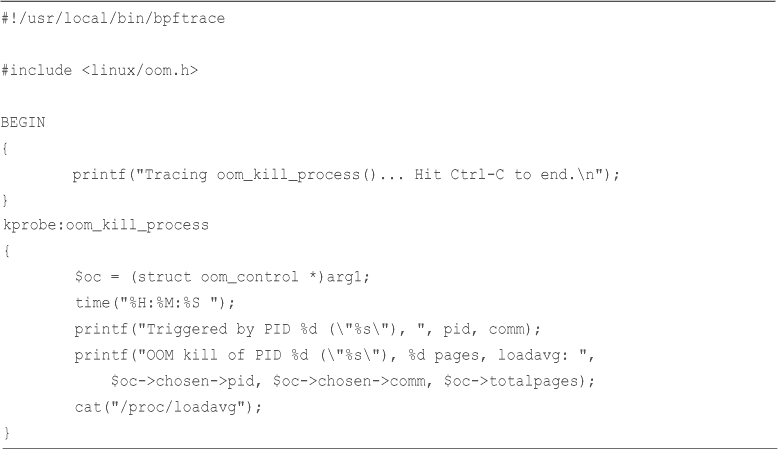 #!/usr/local/bin/bpftrace
#include <linux/oom.h>
BEGIN
{
printf("Tracing oom_kill_process()... Hit Ctrl-C to end.\n");
}
kprobe:oom_kill_process
{
$oc = (struct oom_control *)arg1;
time("%H:%M:%S ");
printf("Triggered by PID %d (\"%s\"), ", pid, comm);
printf("OOM kill of PID %d (\"%s\"), %d pages, loadavg: ",
$oc->chosen->pid, $oc->chosen->comm, $oc->totalpages);
cat("/proc/loadavg");
}